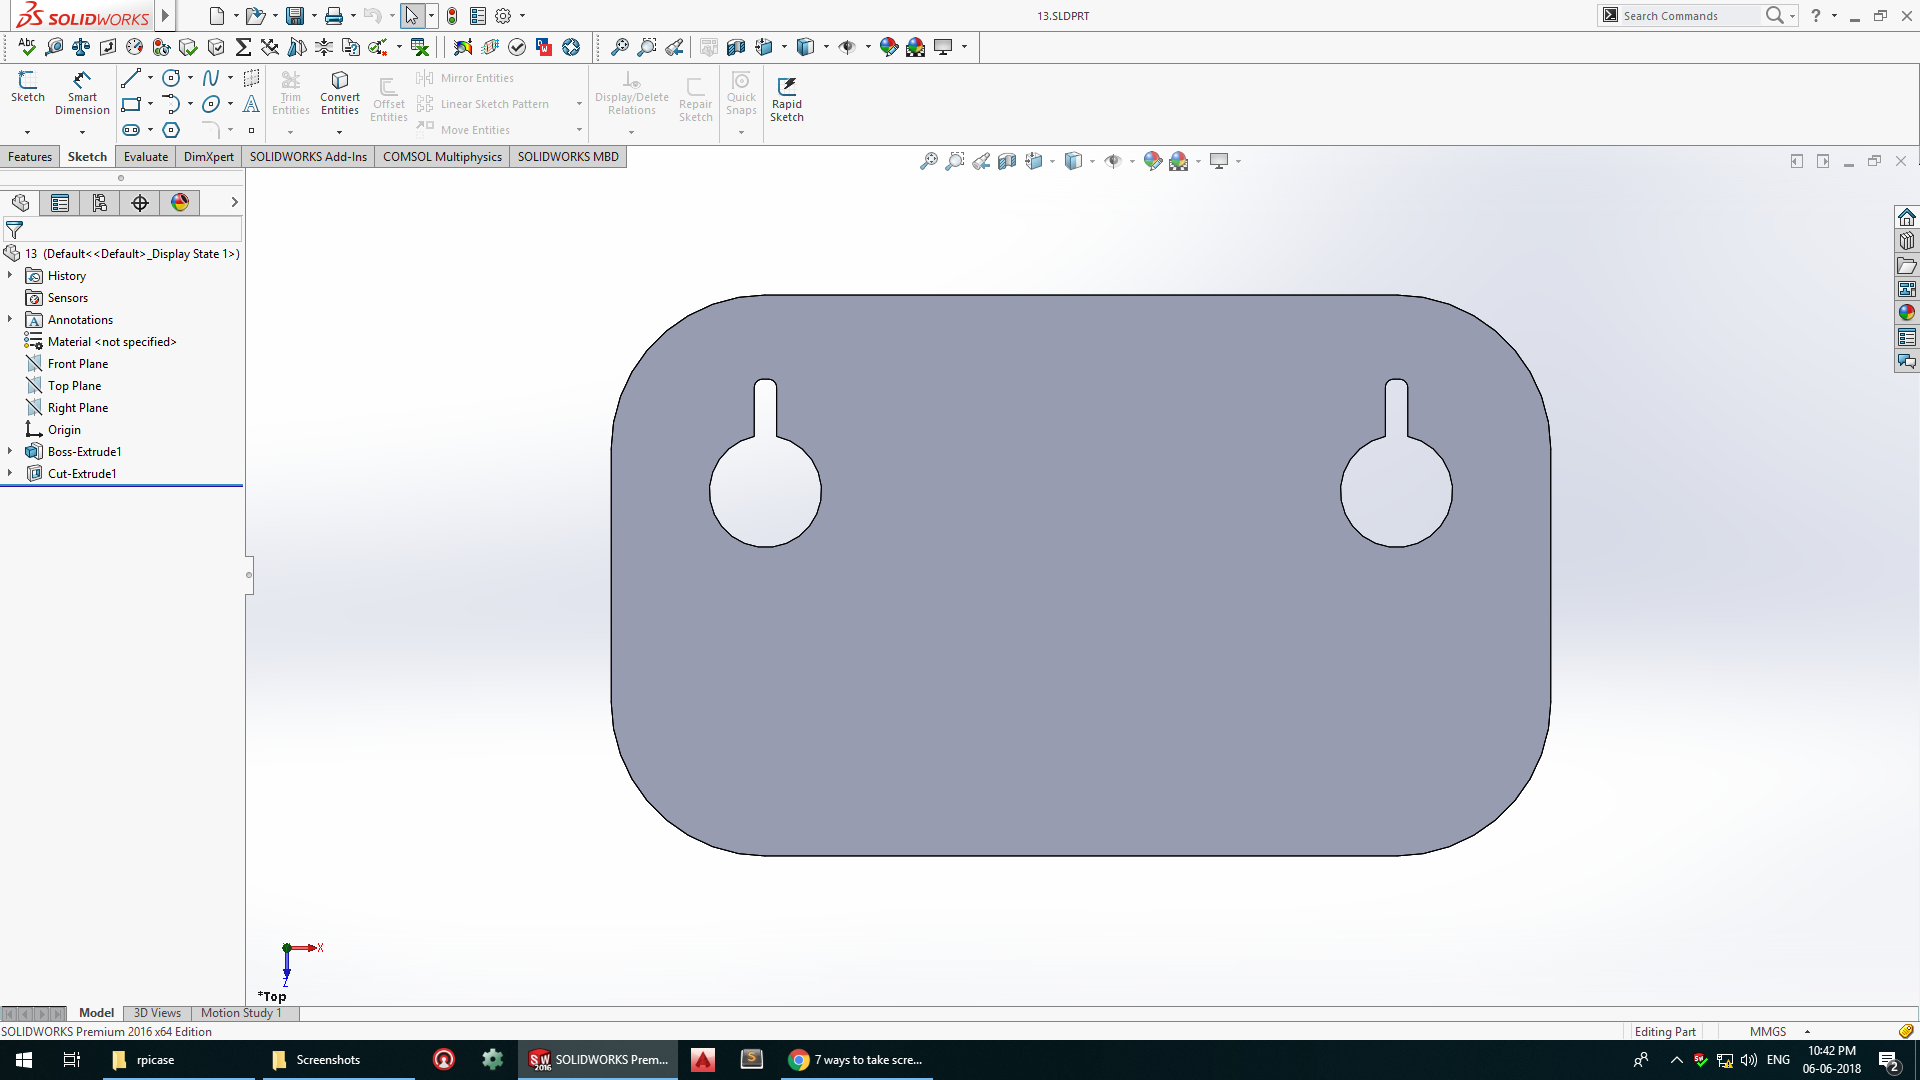 SOLIDWORKS
13.SLDPRT
Search Commands
?
Abc
Sketch
Smart Dimension
Trim Entities
Convert Entities
Offset Entities
Mirror Entities
Linear Sketch Pattern
Move Entities
Display/Delete Relations
Repair Sketch
Quick Snaps
Rapid Sketch
Features
Sketch
Evaluate
DimXpert
SOLIDWORKS Add-Ins
COMSOL Multiphysics
SOLIDWORKS MBD
13 (Default<<Default>_Display State 1>)
History
Sensors
Annotations
Material <not specified>
Front Plane
Top Plane
Right Plane
Origin
Boss-Extrude1
Cut-Extrude1
X
Z
*Top
Model
3D Views
Motion Study 1
SOLIDWORKS Premium 2016 x64 Edition
Editing Part
MMGS
rpicase
Screenshots
SW 2016
SOLIDWORKS Prem...
S
7 ways to take scre...
ENG
10:42 PM
06-06-2018
2